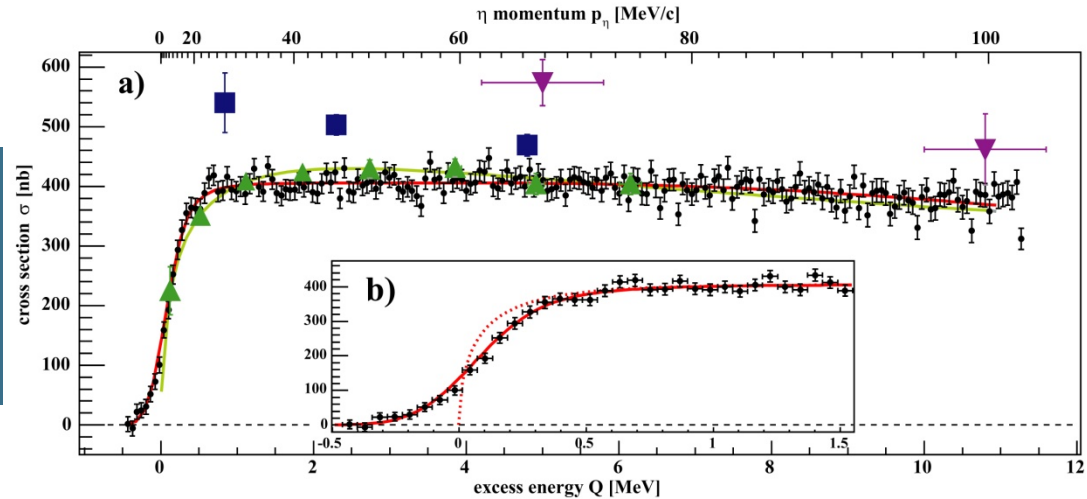 η momentum pη [MeV/c]
0 20 40 60 80 100
a)
600
500
400
300
200
100
0
cross section σ [nb]
b)
400
300
200
100
0
-0.5 0 0.5 1 1.5
0 2 4 6 8 10 12
excess energy Q [MeV]